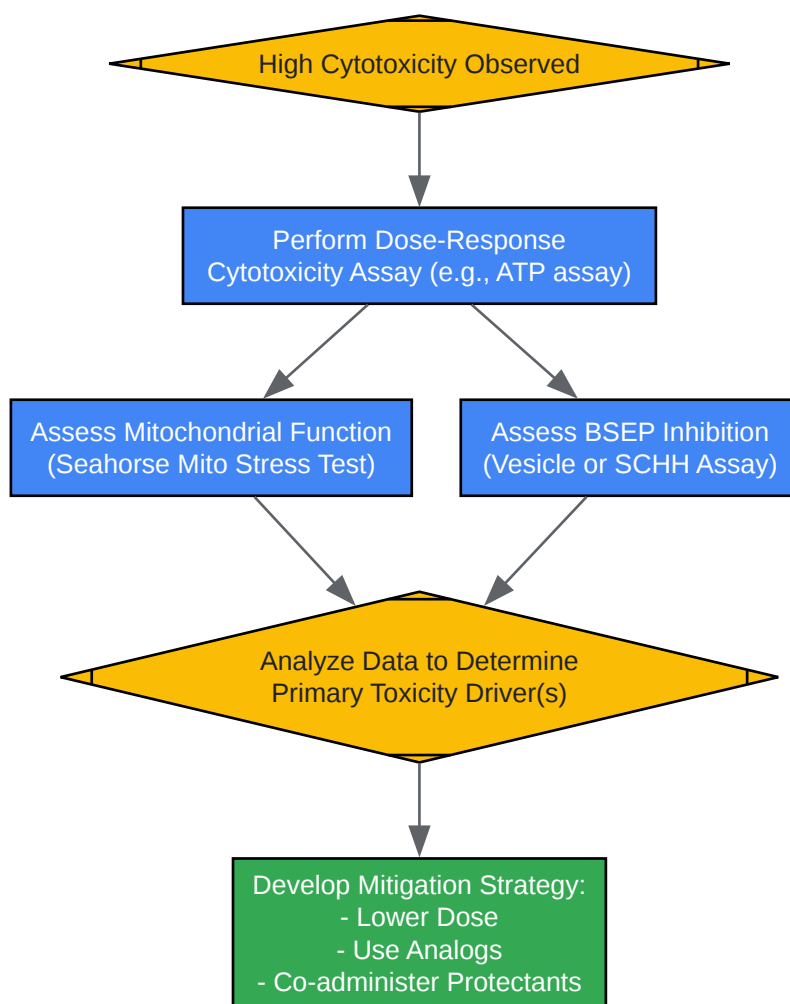 High Cytotoxicity Observed
Perform Dose-Response
Cytotoxicity Assay (e.g., ATP assay)
Assess Mitochondrial Function
(Seahorse Mito Stress Test)
Assess BSEP Inhibition
(Vesicle or SCHH Assay)
Analyze Data to Determine
Primary Toxicity Driver(s)
Develop Mitigation Strategy:
- Lower Dose
- Use Analogs
- Co-administer Protectants